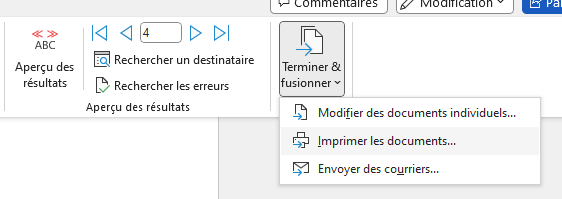 Commentaires
Modification
ABC
Aperçu des
résultats
4
Rechercher un destinataire
Rechercher les erreurs
Aperçu des résultats
Terminer &
fusionner
Modifier des documents individuels...
Imprimer les documents...
Envoyer des courriers...